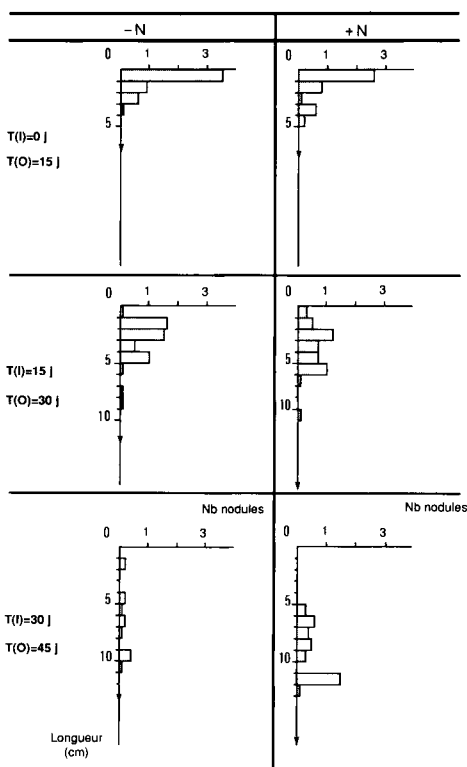 – N + N
0 1 3 0 1 3
5 5
T(I)=0 j
T(O)=15 j
0 1 3 0 1 3
5 5
T(I)=15 j
T(O)=30 j
10 10
Nb nodules Nb nodules
0 1 3 0 1 3
5 5
T(I)=30 j
T(O)=45 j
10 10
Longueur
(cm)